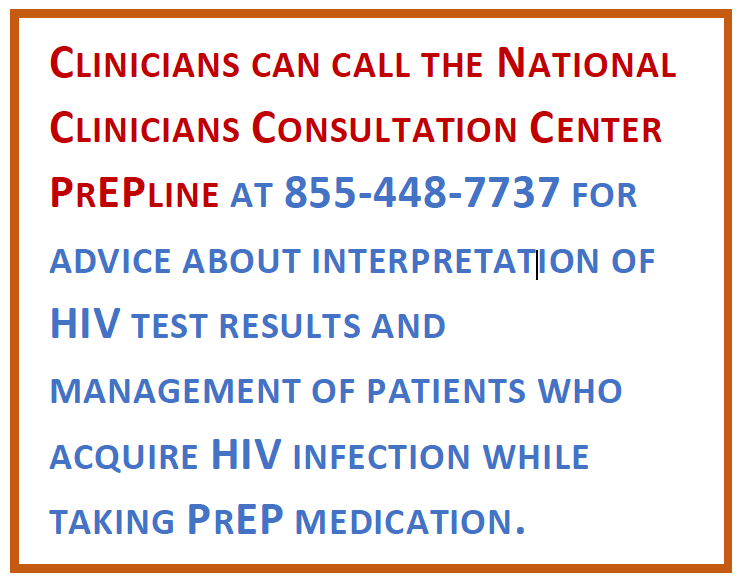 Clinicians can call the National
Clinicians Consultation Center
PrEPline at 855-448-7737 for
advice about interpretation of
HIV test results and
management of patients who
acquire HIV infection while
taking PrEP medication.